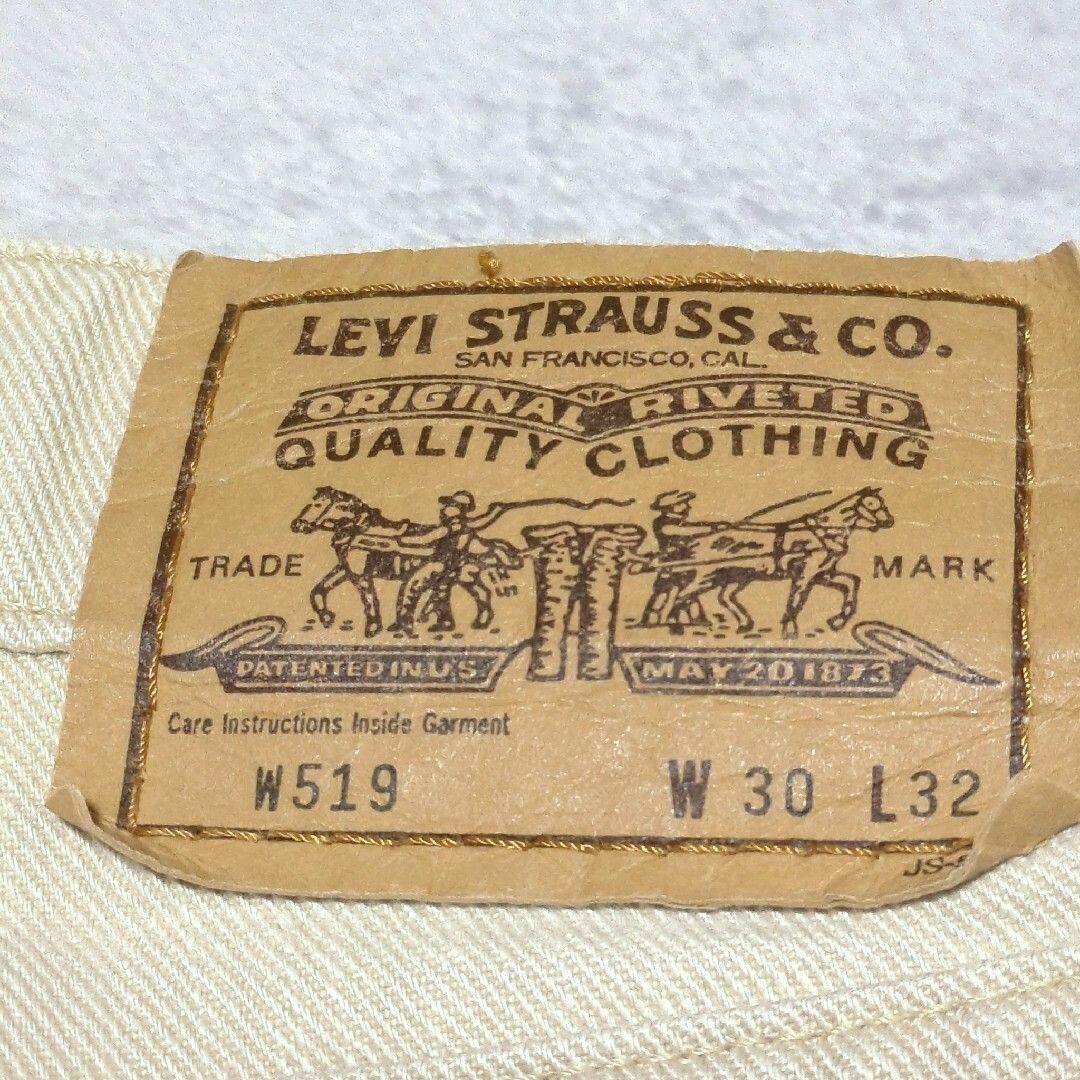 LEVI STRAUSS & CO.
SAN FRANCISCO, CAL.
ORIGINAL RIVETED
QUALITY CLOTHING
TRADE MARK
PATENTED IN U.S. MAY 20 1873
Care Instructions Inside Garment
W519 W 30 L32